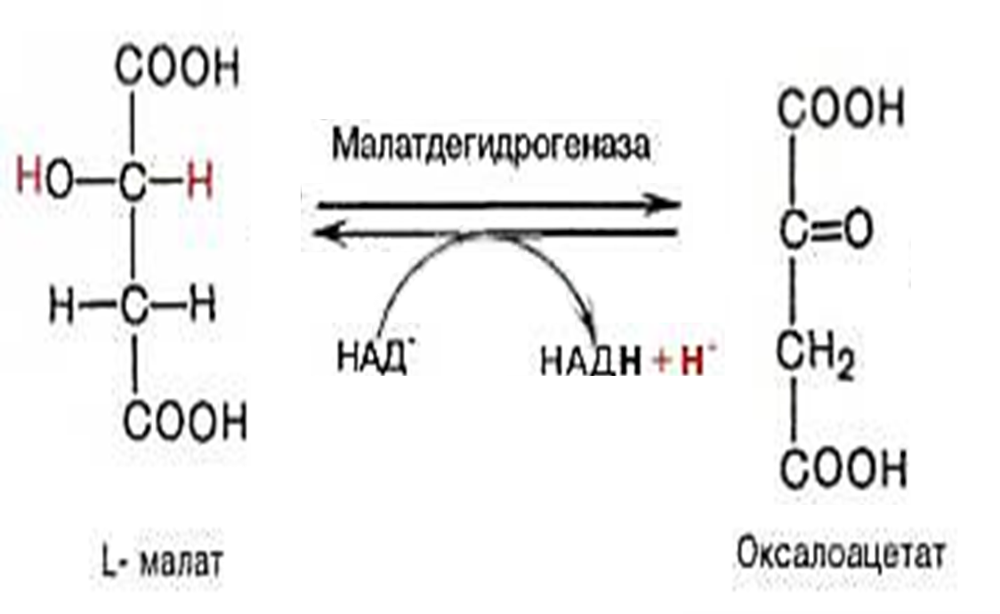 COOH
HO–C–H
H–C–H
COOH
L- малат
Малатдегидрогеназа
НАД⁺
НАДН + Н⁺
COOH
C=O
CH₂
COOH
Оксалоацетат